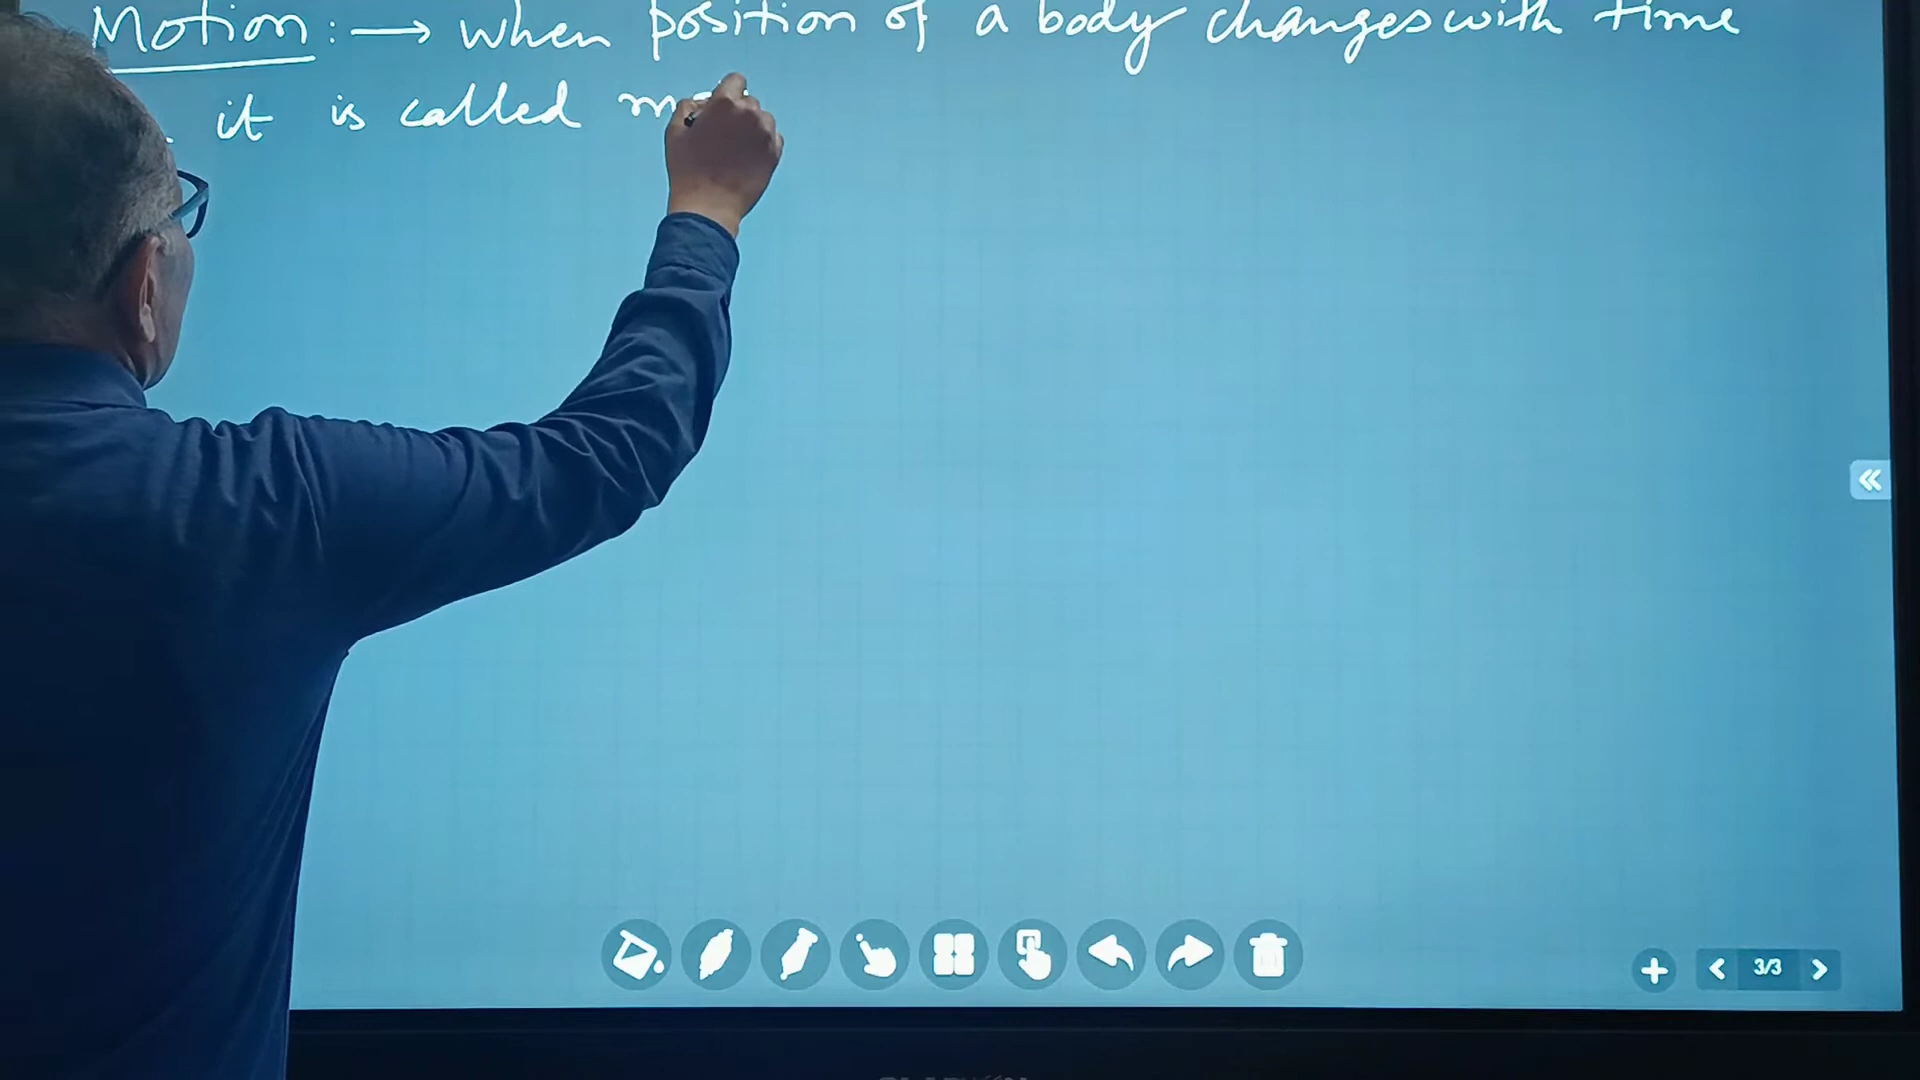 Motion :→ When position of a body changes with time
it is called
3/3